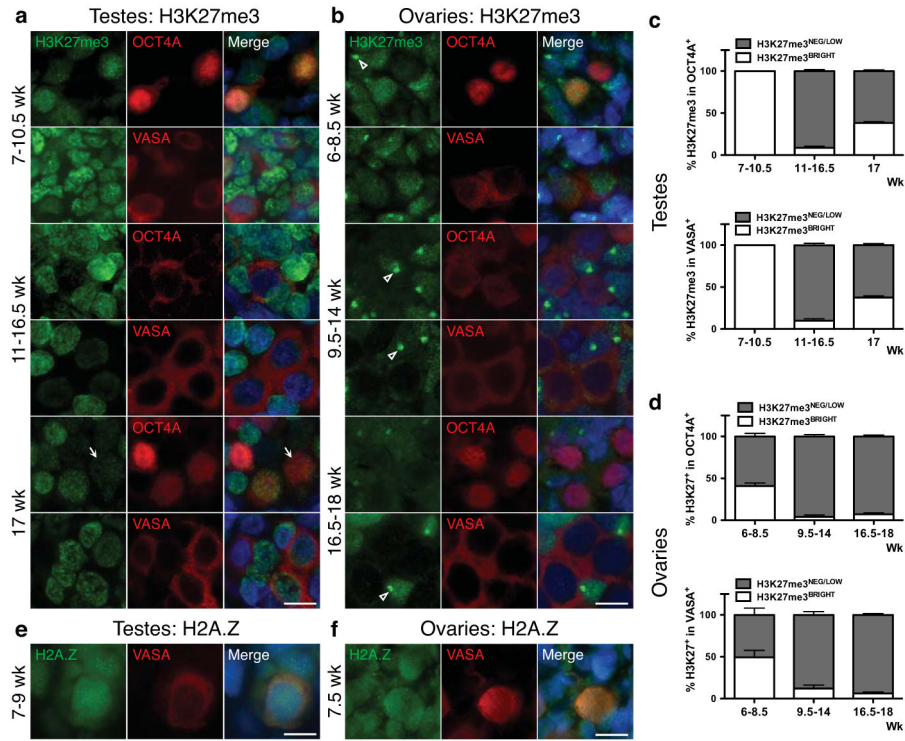 a Testes: H3K27me3
H3K27me3 OCT4A Merge
7-10.5 wk
VASA
OCT4A
11-16.5 wk
VASA
OCT4A
17 wk
VASA
b Ovaries: H3K27me3
H3K27me3 OCT4A Merge
6-8.5 wk
VASA
OCT4A
9.5-14 wk
VASA
OCT4A
16.5-18 wk
VASA
c
Testes
H3K27me3NEG/LOW
H3K27me3BRIGHT
% H3K27me3 in OCT4A+
100
50
0
7-10.5 11-16.5 17
Wk
H3K27me3NEG/LOW
H3K27me3BRIGHT
% H3K27me3 in VASA+
100
50
0
7-10.5 11-16.5 17
Wk
d
Ovaries
H3K27me3NEG/LOW
H3K27me3BRIGHT
% H3K27+ in OCT4A+
100
50
0
6-8.5 9.5-14 16.5-18
Wk
H3K27me3NEG/LOW
H3K27me3BRIGHT
% H3K27+ in VASA+
100
50
0
6-8.5 9.5-14 16.5-18
Wk
e Testes: H2A.Z
7-9 wk
H2A.Z VASA Merge
f Ovaries: H2A.Z
7.5 wk
H2A.Z VASA Merge